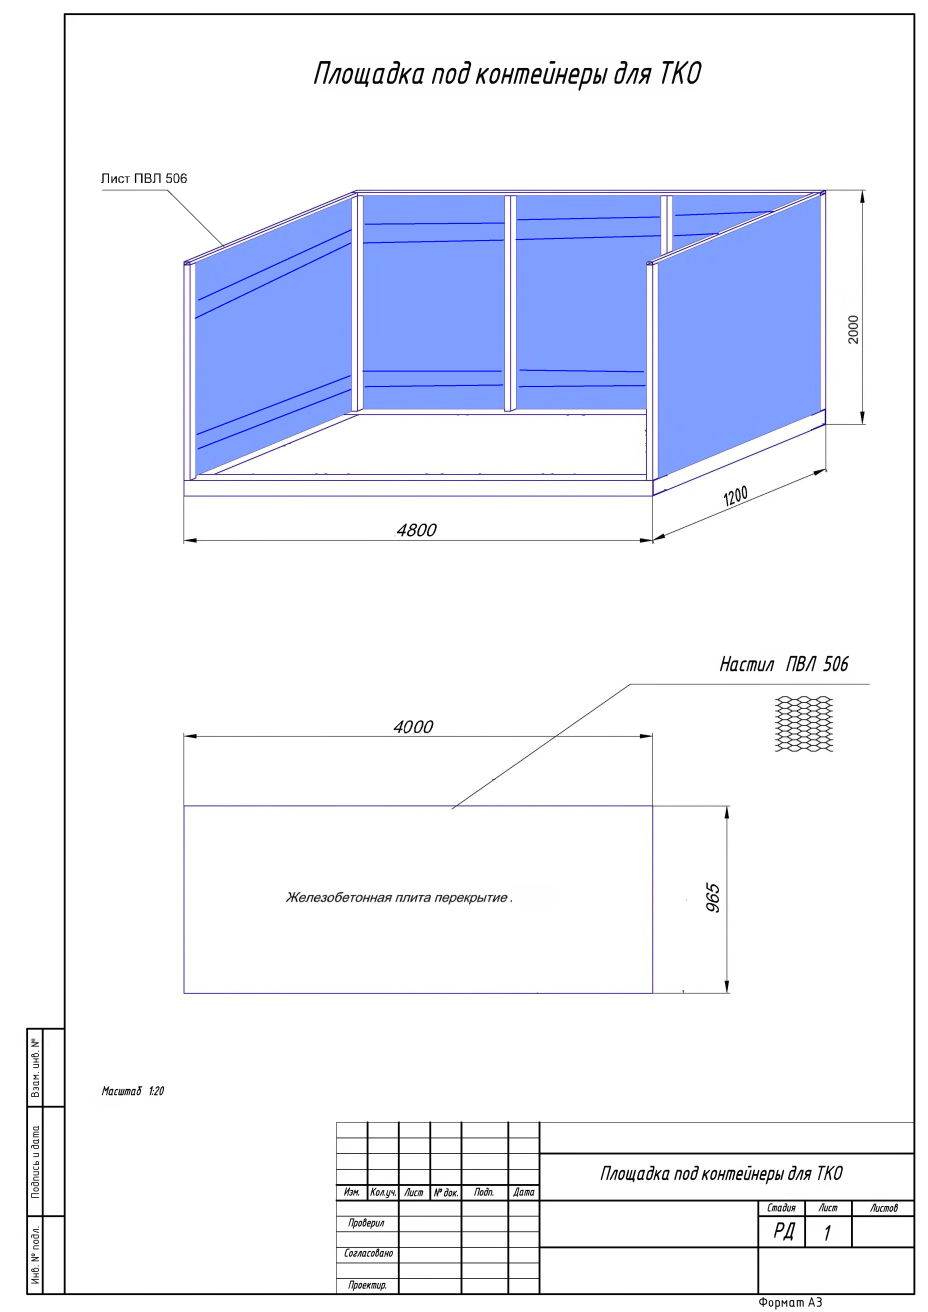 Площадка под контейнеры для ТКО
Лист ПВЛ 506
2000
1200
4800
Настил ПВЛ 506
4000
Железобетонная плита перекрытие .
965
Взам. инв. №
Подпись и дата
Инв. № подл.
Масштаб 1:20
Площадка под контейнеры для ТКО
Изм. Кол.уч. Лист № док. Подп. Дата
Стадия Лист Листов
Проверил
РД 1
Согласовано
Проектир.
Формат А3